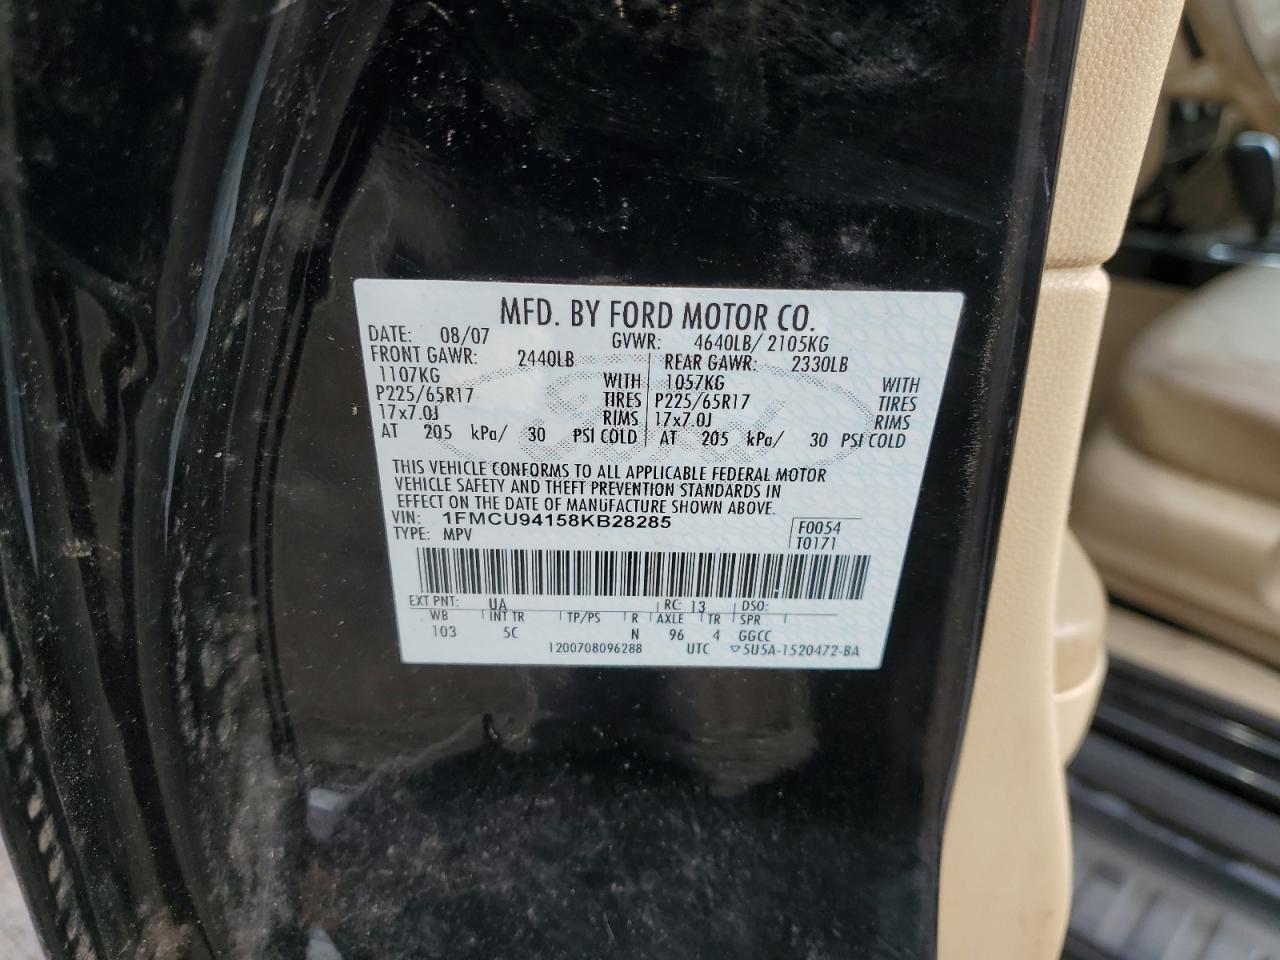 MFD. BY FORD MOTOR CO.
DATE: 08/07 GVWR: 4640LB/ 2105KG
FRONT GAWR: 2440LB REAR GAWR: 2330LB
1107KG WITH 1057KG WITH
P225/65R17 TIRES P225/65R17 TIRES
17x7.0J RIMS 17x7.0J RIMS
AT 205 kPa/ 30 PSI COLD AT 205 kPa/ 30 PSI COLD
THIS VEHICLE CONFORMS TO ALL APPLICABLE FEDERAL MOTOR
VEHICLE SAFETY AND THEFT PREVENTION STANDARDS IN
EFFECT ON THE DATE OF MANUFACTURE SHOWN ABOVE.
VIN: 1FMCU94158KB28285 F0054
TYPE: MPV T0171
EXT PNT: UA RC: 13 DSO:
WB INT TR TP/PS R AXLE TR SPR
103 5C N 96 4 GGCC
1200708096288 UTC ▽5U5A-1520472-BA